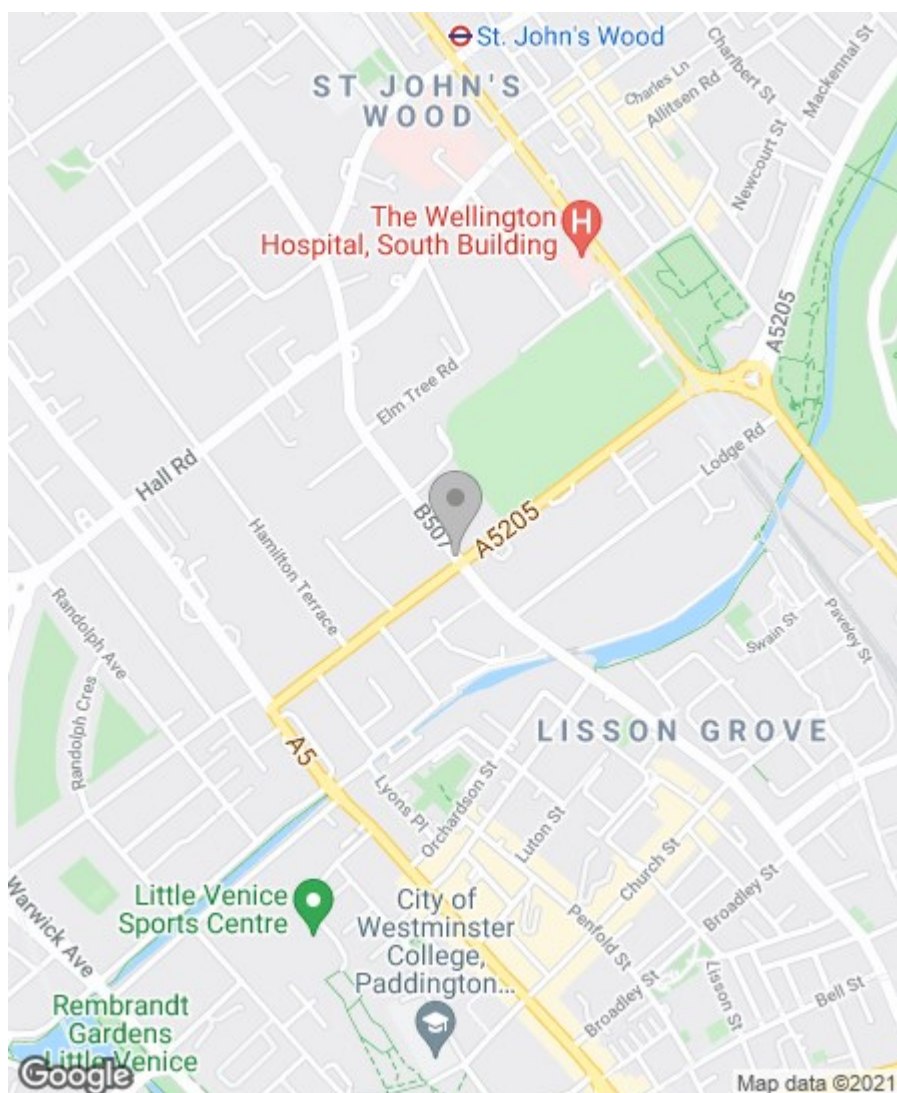 St. John's Wood
ST JOHN'S
WOOD
Charles Ln
Allitsen Rd
Charlbert St
Mackennal St
Newcourt St
The Wellington
Hospital, South Building
H
A5205
Elm Tree Rd
Hall Rd
Lodge Rd
B507
A5205
Hamilton Terrace
Randolph Ave
Randolph Cres
Swain St
Paveley St
LISSON GROVE
A5
Lyons Pl
Orchardson St
Luton St
Church St
Penfold St
Broadley St
Broadley St
Lisson St
Bell St
Warwick Ave
Little Venice
Sports Centre
City of
Westminster
College,
Paddington...
Rembrandt
Gardens
Little Venice
Google
Map data ©2021